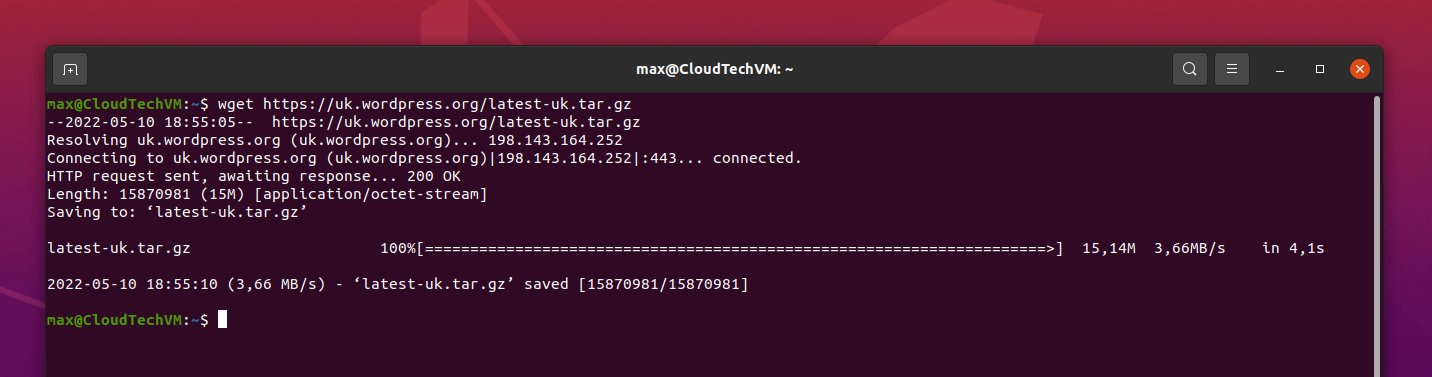 max@CloudTechVM: ~
max@CloudTechVM:~$ wget https://uk.wordpress.org/latest-uk.tar.gz
--2022-05-10 18:55:05--  https://uk.wordpress.org/latest-uk.tar.gz
Resolving uk.wordpress.org (uk.wordpress.org)... 198.143.164.252
Connecting to uk.wordpress.org (uk.wordpress.org)|198.143.164.252|:443... connected.
HTTP request sent, awaiting response... 200 OK
Length: 15870981 (15M) [application/octet-stream]
Saving to: ‘latest-uk.tar.gz’
latest-uk.tar.gz                     100%[=====================================================================>]  15,14M  3,66MB/s    in 4,1s
2022-05-10 18:55:10 (3,66 MB/s) - ‘latest-uk.tar.gz’ saved [15870981/15870981]
max@CloudTechVM:~$